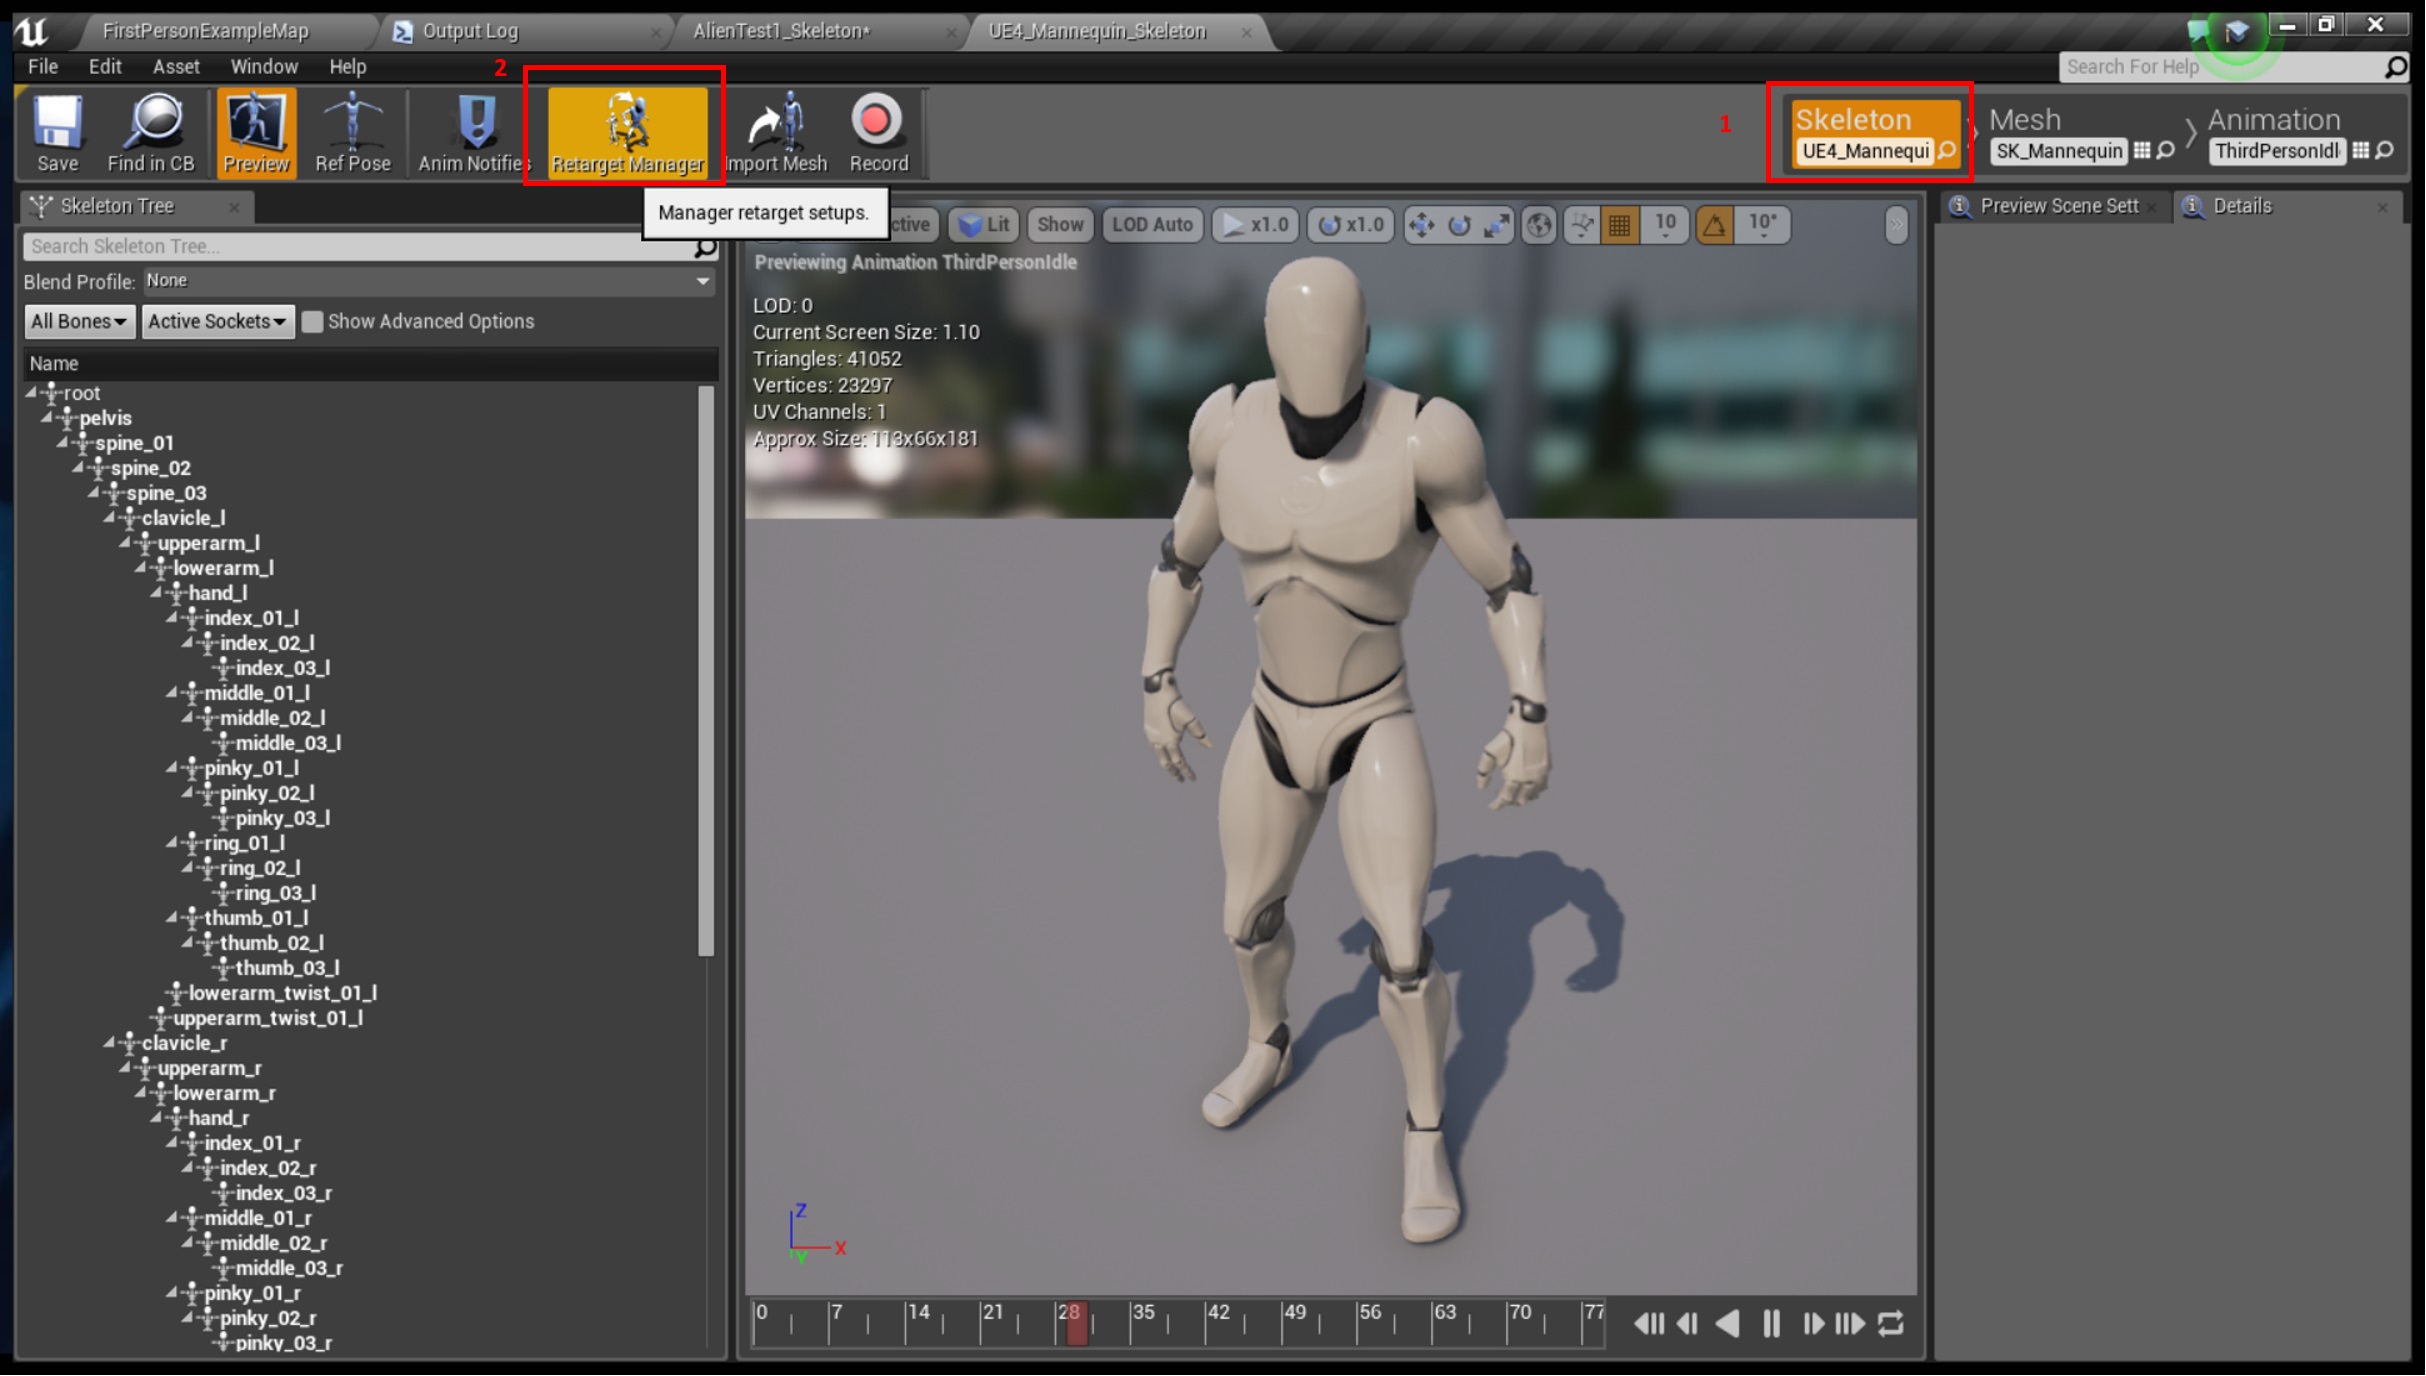 FirstPersonExampleMap
Output Log
AlienTest1_Skeleton*
UE4_Mannequin_Skeleton
File Edit Asset Window Help
Search For Help
2
1
Save
Find in CB
Preview
Ref Pose
Anim Notifies
Retarget Manager
Import Mesh
Record
Skeleton
UE4_Mannequi
Mesh
SK_Mannequin
Animation
ThirdPersonIdl
Manager retarget setups.
Skeleton Tree
Search Skeleton Tree...
Blend Profile: None
All Bones
Active Sockets
Show Advanced Options
Name
root
pelvis
spine_01
spine_02
spine_03
clavicle_l
upperarm_l
lowerarm_l
hand_l
index_01_l
index_02_l
index_03_l
middle_01_l
middle_02_l
middle_03_l
pinky_01_l
pinky_02_l
pinky_03_l
ring_01_l
ring_02_l
ring_03_l
thumb_01_l
thumb_02_l
thumb_03_l
lowerarm_twist_01_l
upperarm_twist_01_l
clavicle_r
upperarm_r
lowerarm_r
hand_r
index_01_r
index_02_r
index_03_r
middle_01_r
middle_02_r
middle_03_r
pinky_01_r
pinky_02_r
pinky_03_r
ctive
Lit
Show
LOD Auto
x1.0
x1.0
10
10°
Previewing Animation ThirdPersonIdle
LOD: 0
Current Screen Size: 1.10
Triangles: 41052
Vertices: 23297
UV Channels: 1
Approx Size: 113x66x181
Z
X
Y
0 7 14 21 28 35 42 49 56 63 70 77
Preview Scene Sett
Details